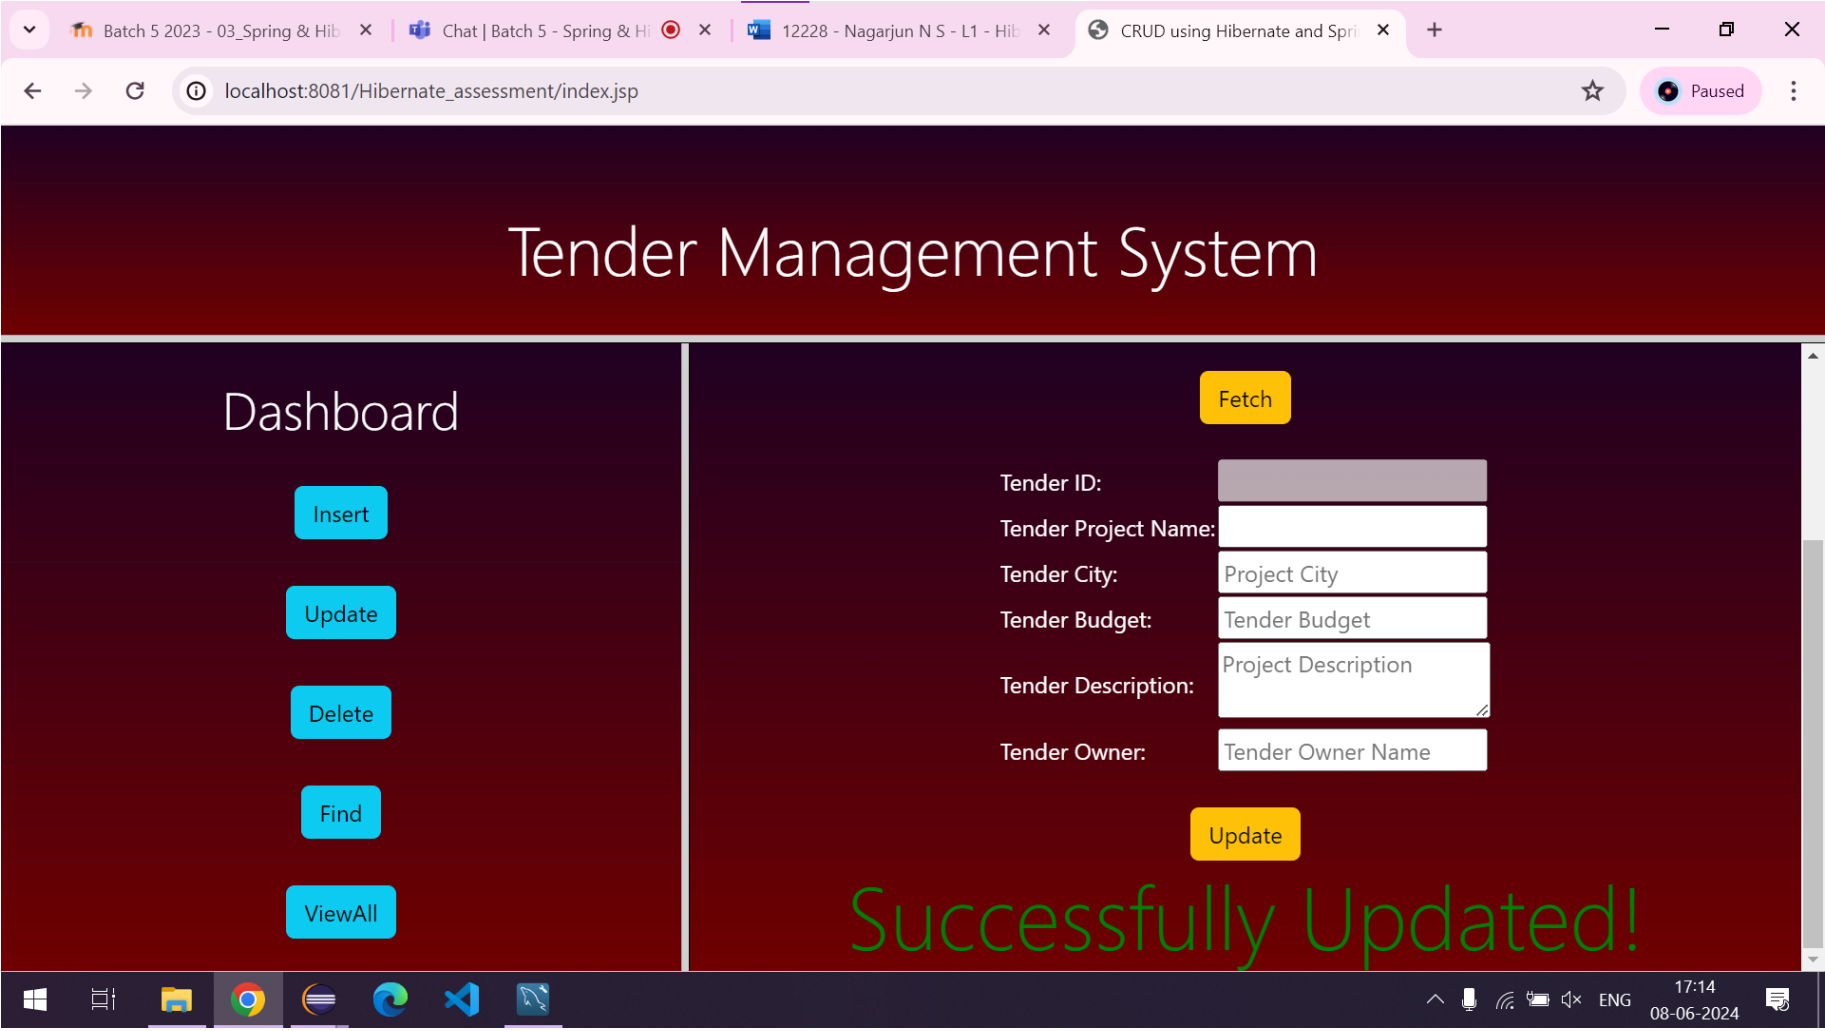 Batch 5 2023 - 03_Spring & Hib
Chat | Batch 5 - Spring & Hi
12228 - Nagarjun N S - L1 - Hib
CRUD using Hibernate and Spri
localhost:8081/Hibernate_assessment/index.jsp
Paused
Tender Management System
Dashboard
Insert
Update
Delete
Find
ViewAll
Fetch
Tender ID:
Tender Project Name:
Tender City: Project City
Tender Budget: Tender Budget
Tender Description: Project Description
Tender Owner: Tender Owner Name
Update
Successfully Updated!
ENG
17:14
08-06-2024